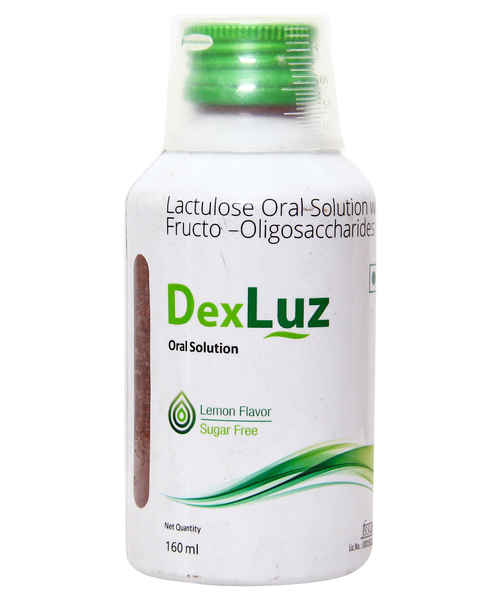 Lactulose Oral Solution
Fructo –Oligosaccharides
DexLuz
Oral Solution
Lemon Flavor
Sugar Free
Net Quantity
160 ml